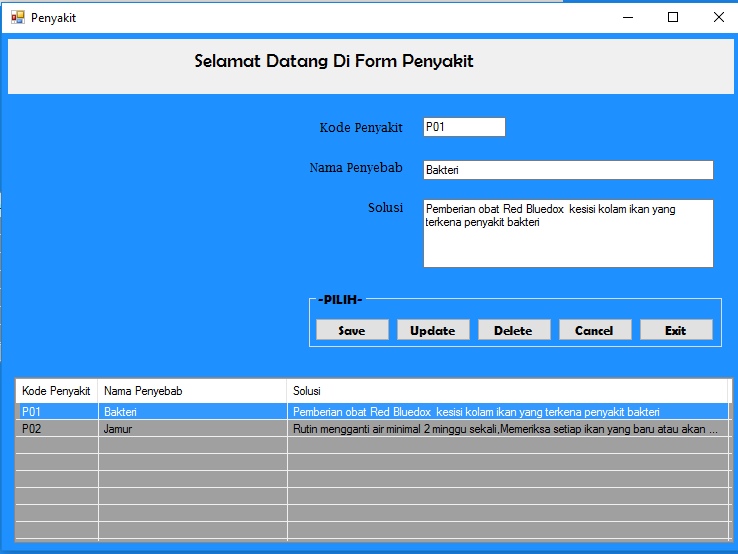 Penyakit
Selamat Datang Di Form Penyakit
Kode Penyakit P01
Nama Penyebab Bakteri
Solusi Pemberian obat Red Bluedox kesisi kolam ikan yang
terkena penyakit bakteri
-PILIH-
Save Update Delete Cancel Exit
Kode Penyakit Nama Penyebab Solusi
P01 Bakteri Pemberian obat Red Bluedox kesisi kolam ikan yang terkena penyakit bakteri
P02 Jamur Rutin mengganti air minimal 2 minggu sekali,Memeriksa setiap ikan yang baru atau akan ...